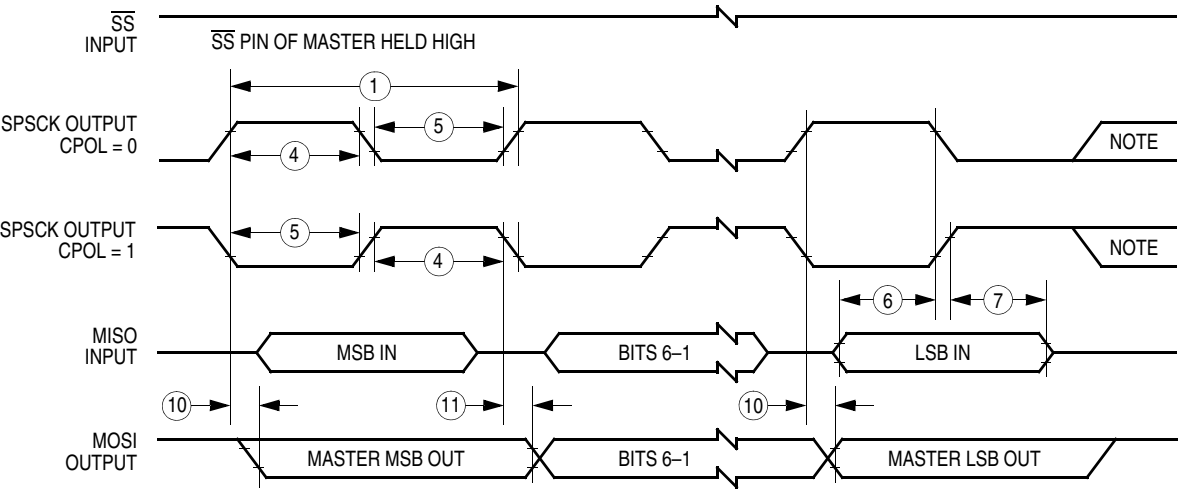 SS
INPUT
SS PIN OF MASTER HELD HIGH
1
SPSCK OUTPUT
CPOL = 0
5
4
NOTE
SPSCK OUTPUT
CPOL = 1
5
4
NOTE
6
7
MISO
INPUT
MSB IN
BITS 6–1
LSB IN
10
11
10
MOSI
OUTPUT
MASTER MSB OUT
BITS 6–1
MASTER LSB OUT